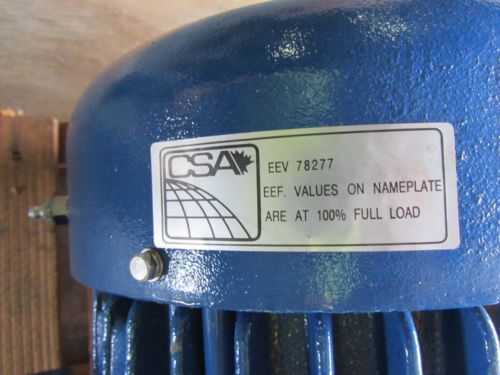 CSA
EEV 78277
EEF. VALUES ON NAMEPLATE
ARE AT 100% FULL LOAD